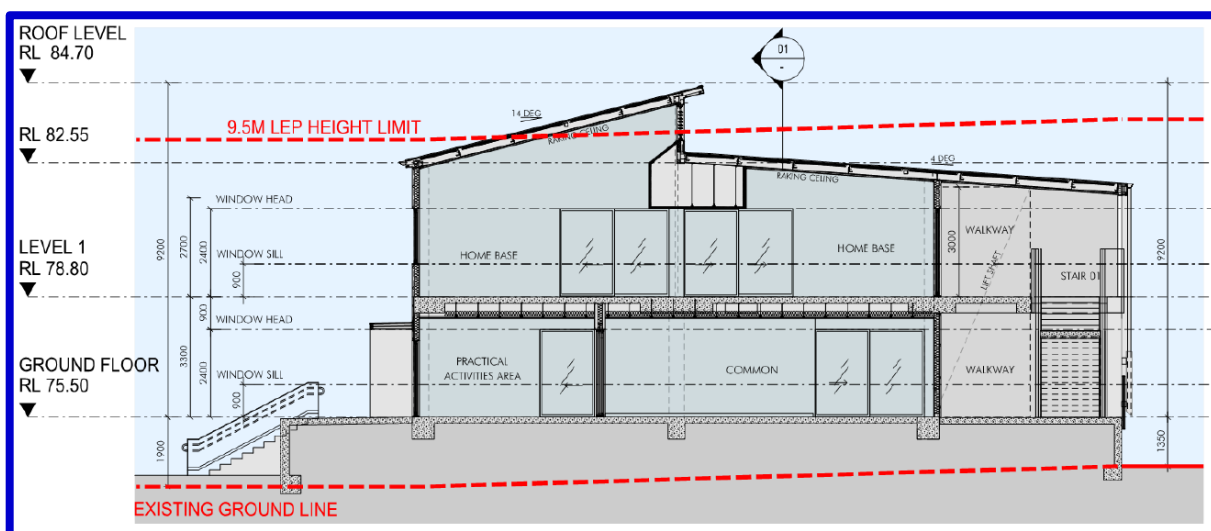 ROOF LEVEL
RL 84.70
01
-
14 DEG
9.5M LEP HEIGHT LIMIT
RL 82.55
RAKING CEILING
4 DEG
RAKING CEILING
WINDOW HEAD
9200
2700
2400
3000
WALKWAY
9200
LEVEL 1
RL 78.80
WINDOW SILL
900
HOME BASE
HOME BASE
LIFT SHAFT
STAIR 01
900
WINDOW HEAD
3300
2400
GROUND FLOOR
RL 75.50
WINDOW SILL
900
PRACTICAL
ACTIVITIES AREA
COMMON
WALKWAY
1900
1350
EXISTING GROUND LINE